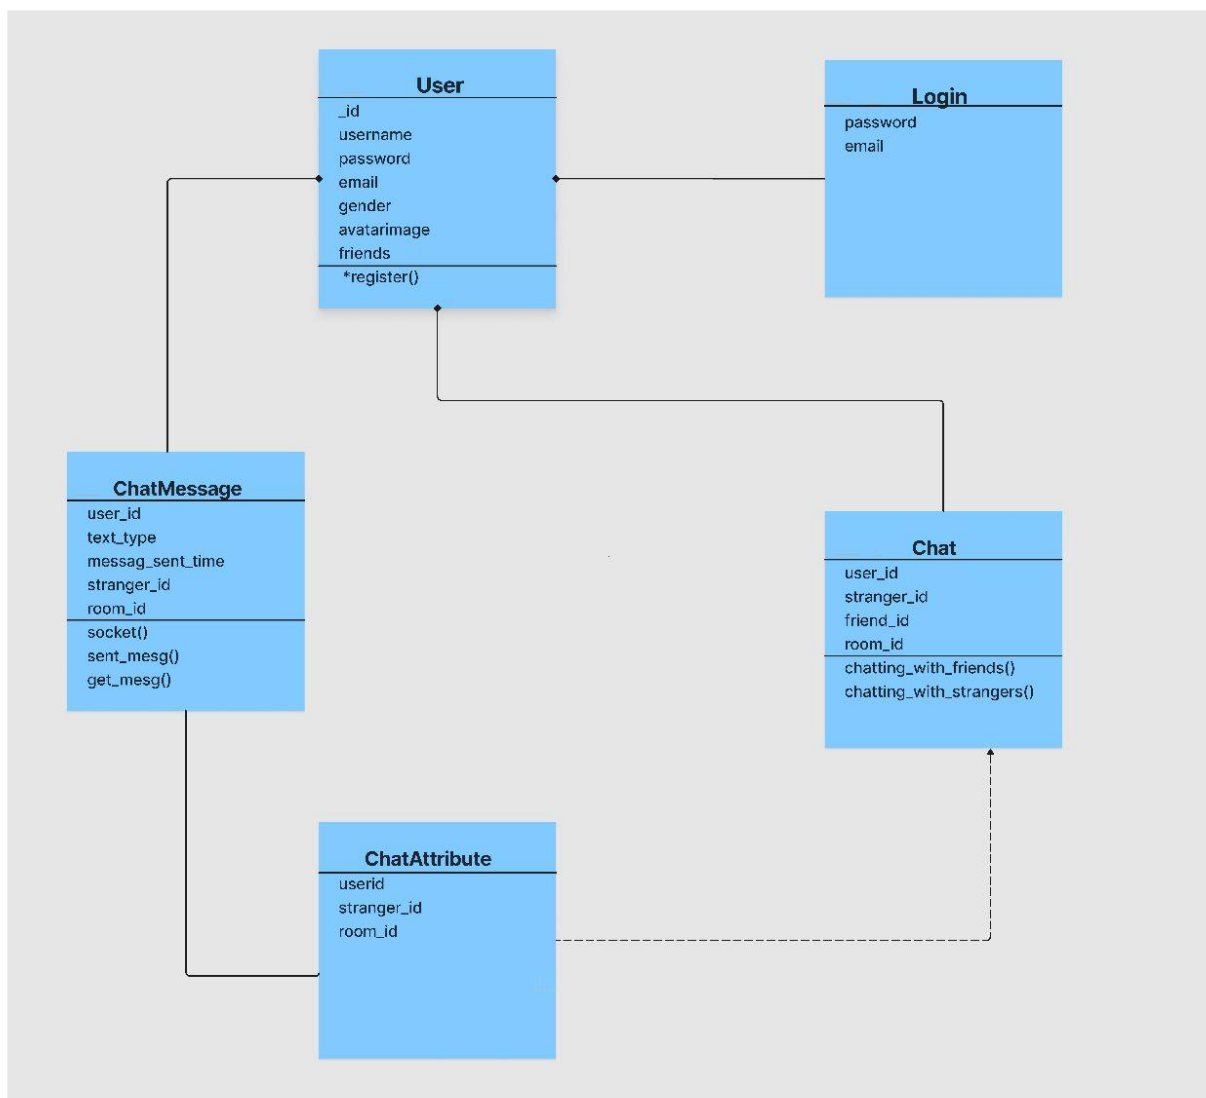 User
_id
username
password
email
gender
avatarimage
friends
*register()
Login
password
email
ChatMessage
user_id
text_type
messag_sent_time
stranger_id
room_id
socket()
sent_mesg()
get_mesg()
Chat
user_id
stranger_id
friend_id
room_id
chatting_with_friends()
chatting_with_strangers()
ChatAttribute
userid
stranger_id
room_id